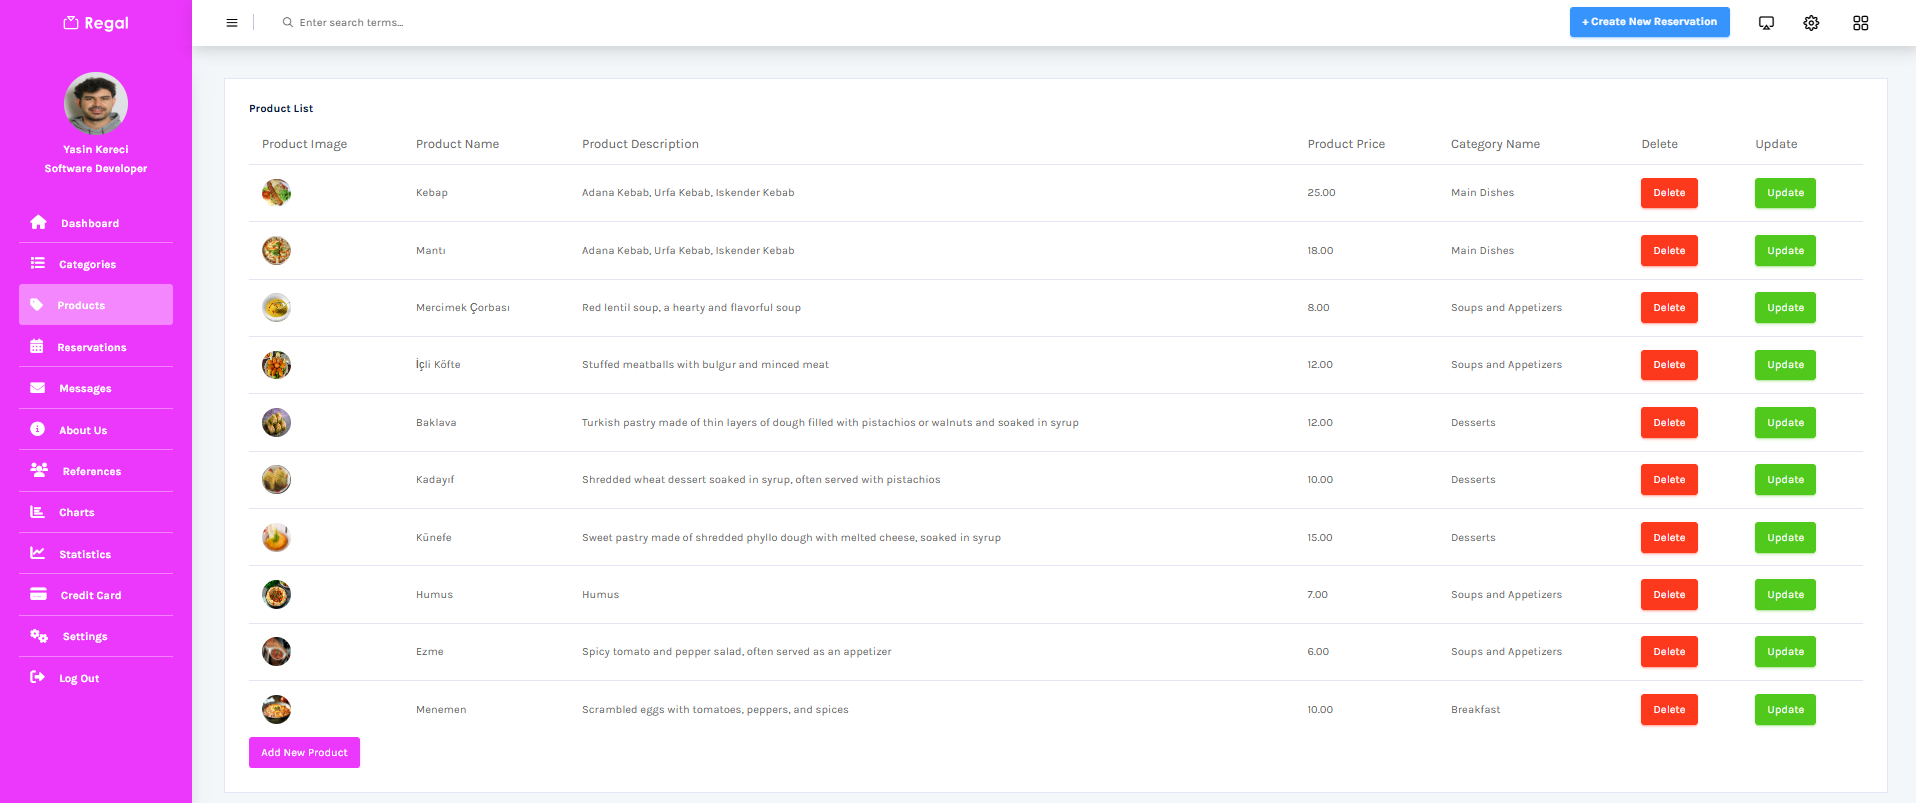 Regal
Enter search terms...
+ Create New Reservation
Yasin Kereci
Software Developer
Dashboard
Categories
Products
Reservations
Messages
About Us
References
Charts
Statistics
Credit Card
Settings
Log Out
Product List
Product Image Product Name Product Description Product Price Category Name Delete Update
Kebap Adana Kebab, Urfa Kebab, Iskender Kebab 25.00 Main Dishes Delete Update
Mantı Adana Kebab, Urfa Kebab, Iskender Kebab 18.00 Main Dishes Delete Update
Mercimek Çorbası Red lentil soup, a hearty and flavorful soup 8.00 Soups and Appetizers Delete Update
İçli Köfte Stuffed meatballs with bulgur and minced meat 12.00 Soups and Appetizers Delete Update
Baklava Turkish pastry made of thin layers of dough filled with pistachios or walnuts and soaked in syrup 12.00 Desserts Delete Update
Kadayıf Shredded wheat dessert soaked in syrup, often served with pistachios 10.00 Desserts Delete Update
Künefe Sweet pastry made of shredded phyllo dough with melted cheese, soaked in syrup 15.00 Desserts Delete Update
Humus Humus 7.00 Soups and Appetizers Delete Update
Ezme Spicy tomato and pepper salad, often served as an appetizer 6.00 Soups and Appetizers Delete Update
Menemen Scrambled eggs with tomatoes, peppers, and spices 10.00 Breakfast Delete Update
Add New Product